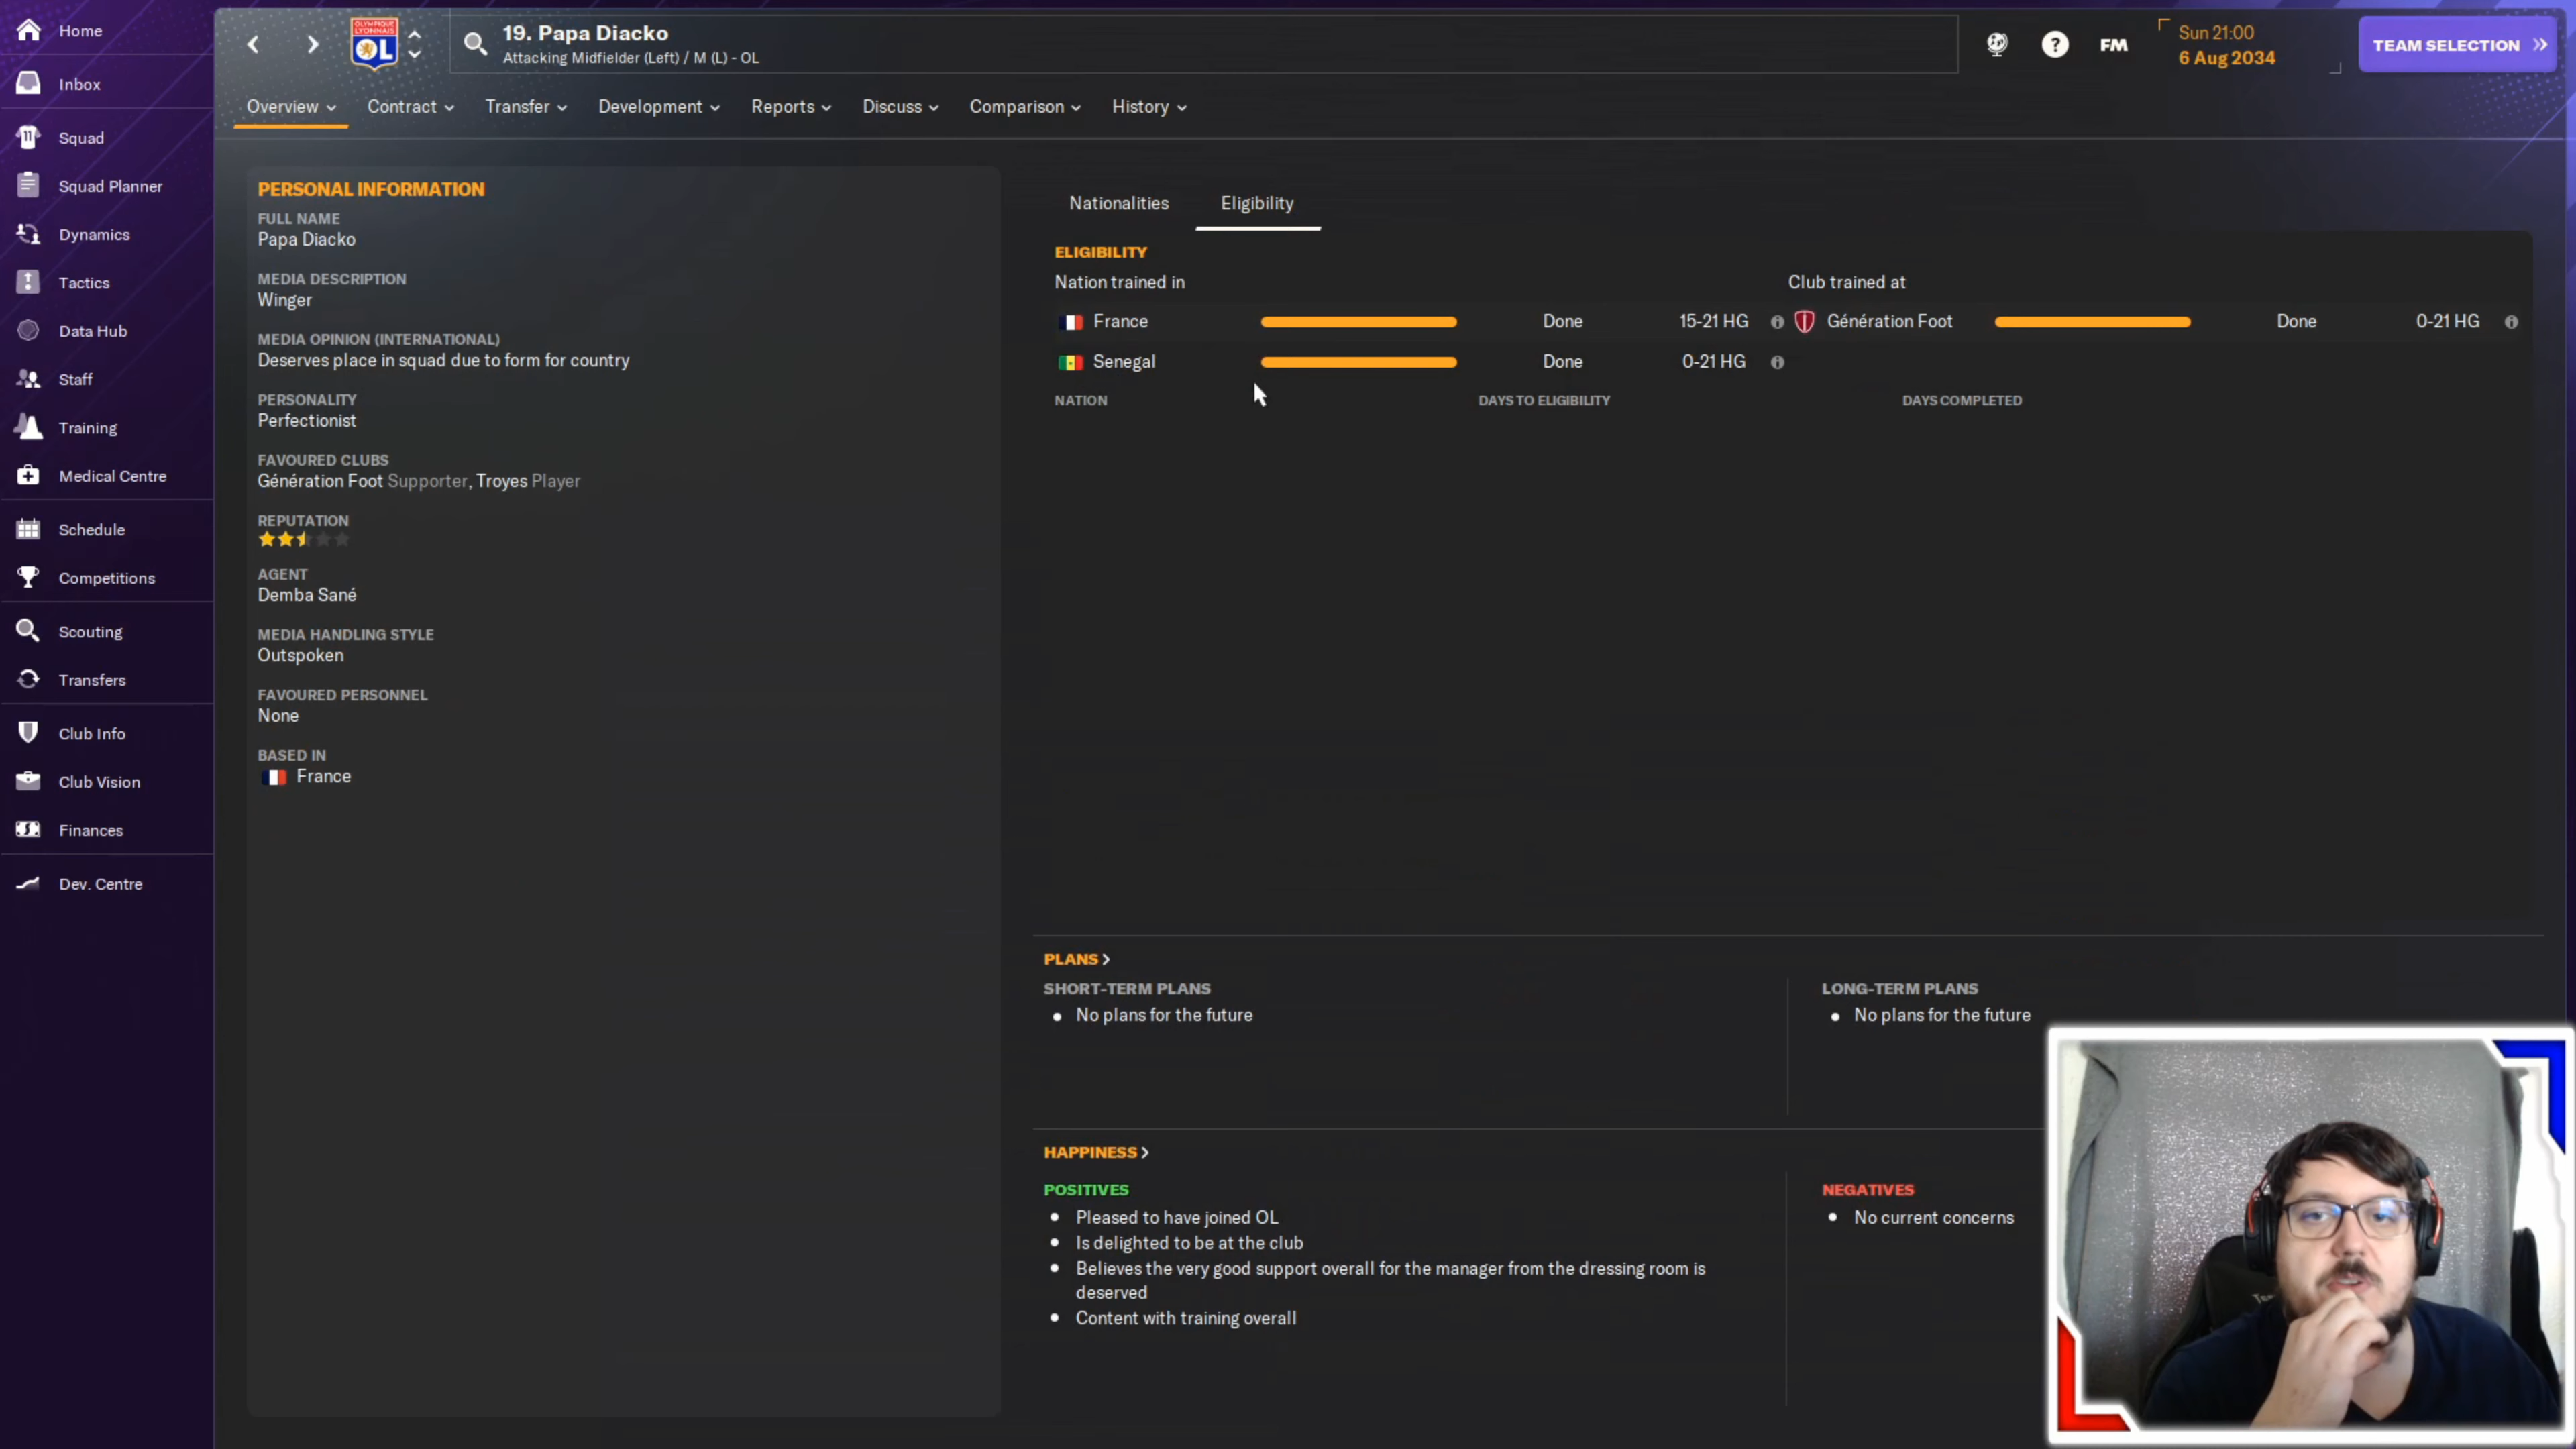 Home
Inbox
Squad
Squad Planner
Dynamics
Tactics
Data Hub
Staff
Training
Medical Centre
Schedule
Competitions
Scouting
Transfers
Club Info
Club Vision
Finances
Dev. Centre
OLYMPIQUE LYONNAIS
OL
19. Papa Diacko
Attacking Midfielder (Left) / M (L) - OL
?
FM
Sun 21:00
6 Aug 2034
TEAM SELECTION
Overview
Contract
Transfer
Development
Reports
Discuss
Comparison
History
PERSONAL INFORMATION
FULL NAME
Papa Diacko
MEDIA DESCRIPTION
Winger
MEDIA OPINION (INTERNATIONAL)
Deserves place in squad due to form for country
PERSONALITY
Perfectionist
FAVOURED CLUBS
Génération Foot Supporter, Troyes Player
REPUTATION
AGENT
Demba Sané
MEDIA HANDLING STYLE
Outspoken
FAVOURED PERSONNEL
None
BASED IN
France
Nationalities Eligibility
ELIGIBILITY
Nation trained in Club trained at
France Done 15-21 HG Génération Foot Done 0-21 HG
Senegal Done 0-21 HG
NATION DAYS TO ELIGIBILITY DAYS COMPLETED
PLANS
SHORT-TERM PLANS
No plans for the future
LONG-TERM PLANS
No plans for the future
HAPPINESS
POSITIVES
Pleased to have joined OL
Is delighted to be at the club
Believes the very good support overall for the manager from the dressing room is
deserved
Content with training overall
NEGATIVES
No current concerns